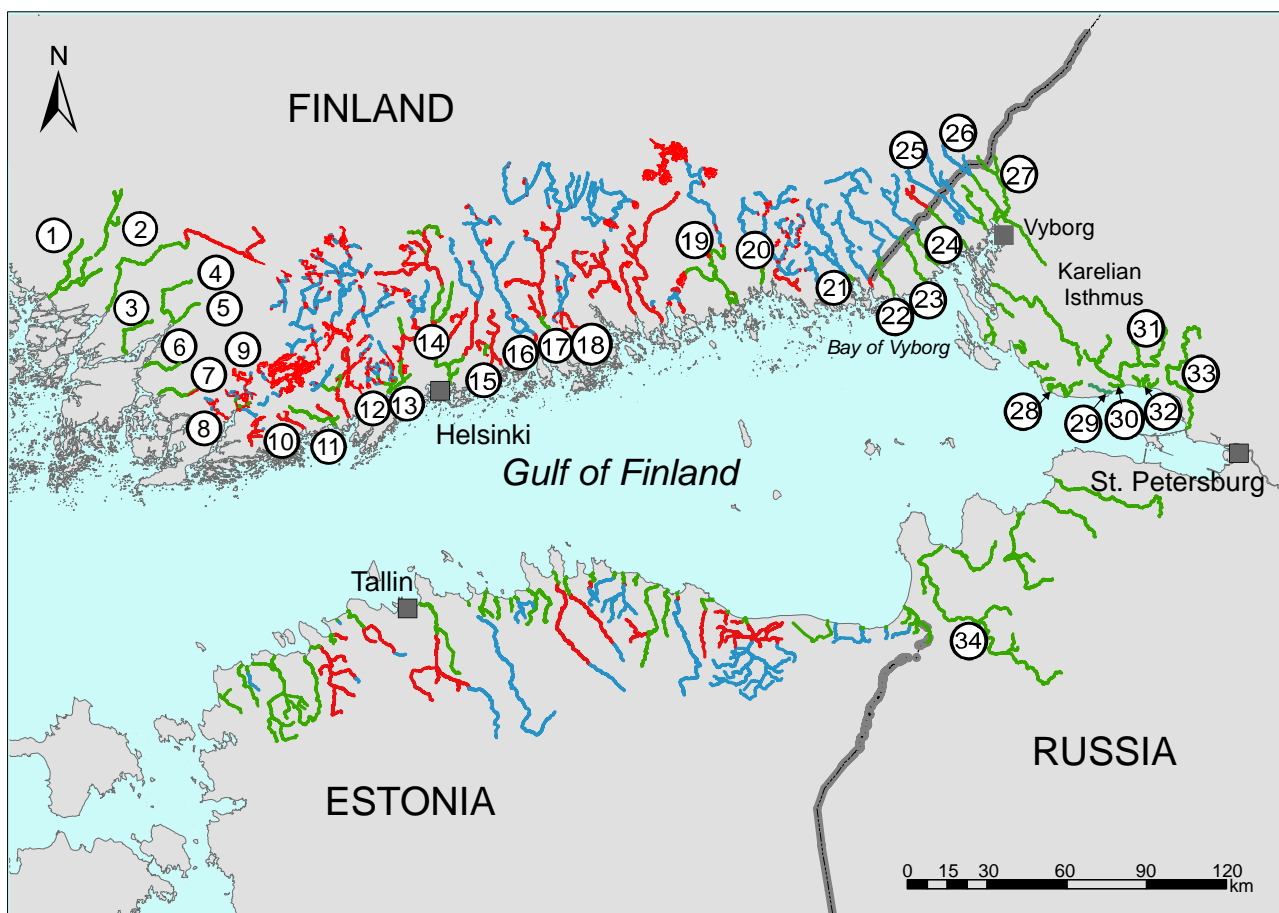 N
FINLAND
26
25
27
1
2
Vyborg
19
20
24
4
Karelian
Isthmus
3
5
21
23
22
14
31
6
9
16
17
18
Bay of Vyborg
7
15
33
8
12
13
28
29
30
32
10
11
Helsinki
Gulf of Finland
St. Petersburg
Tallin
34
RUSSIA
ESTONIA
0 15 30 60 90 120
km